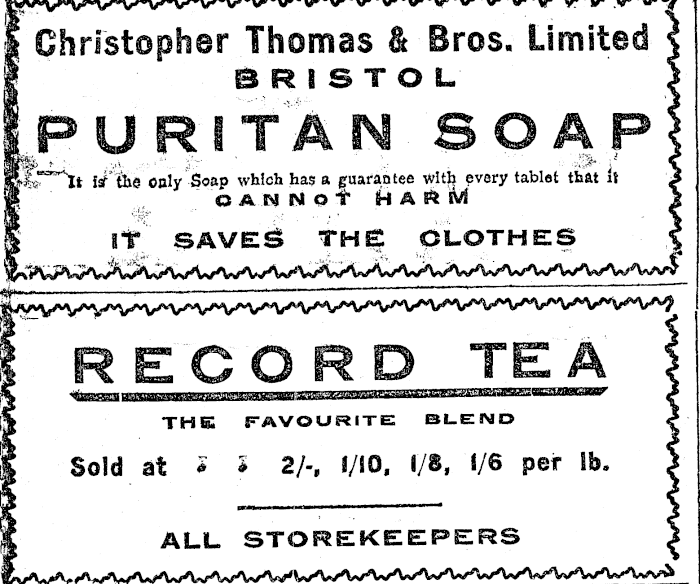 Christopher Thomas & Bros. Limited
BRISTOL
PURITAN SOAP
It is the only Soap which has a guarantee with every tablet that it
CANNOT HARM
IT SAVES THE CLOTHES
RECORD TEA
THE FAVOURITE BLEND
Sold at 2/-, 1/10, 1/8, 1/6 per lb.
ALL STOREKEEPERS